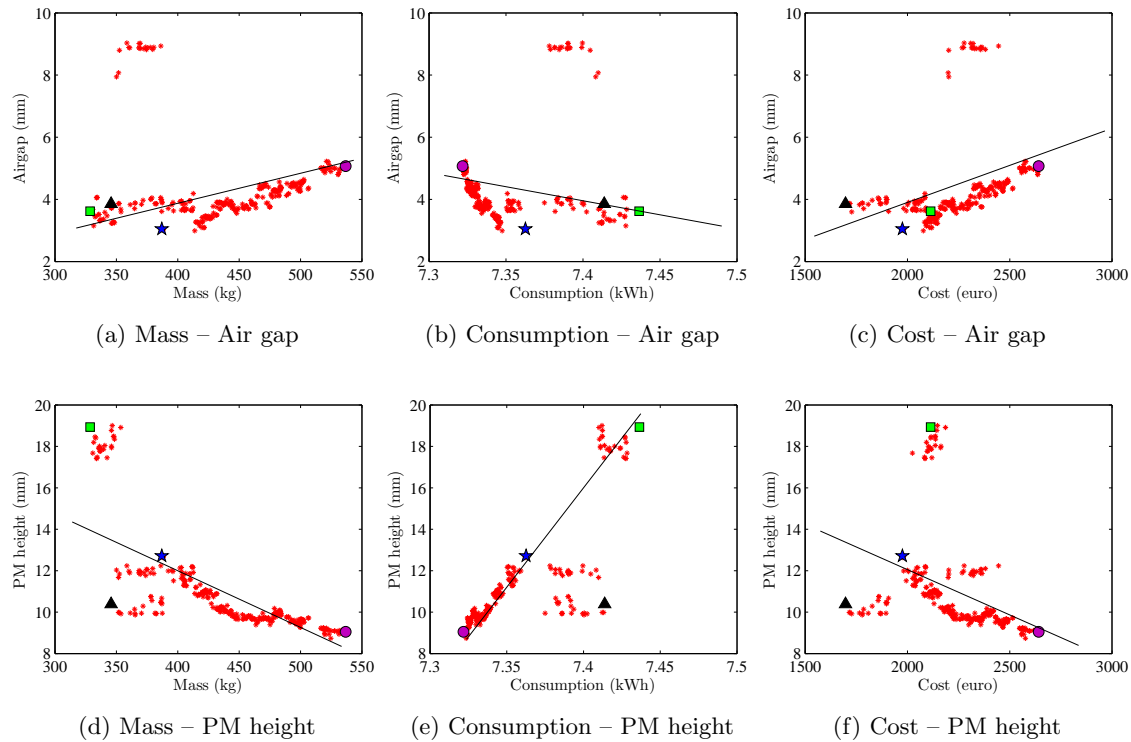 10
8
6
4
2
Airgap (mm)
300 350 400 450 500 550
Mass (kg)
(a) Mass – Air gap
10
8
6
4
2
Airgap (mm)
7.3 7.35 7.4 7.45 7.5
Consumption (kWh)
(b) Consumption – Air gap
10
8
6
4
2
Airgap (mm)
1500 2000 2500 3000
Cost (euro)
(c) Cost – Air gap
20
18
16
14
12
10
8
PM height (mm)
300 350 400 450 500 550
Mass (kg)
(d) Mass – PM height
20
18
16
14
12
10
8
PM height (mm)
7.3 7.35 7.4 7.45 7.5
Consumption (kWh)
(e) Consumption – PM height
20
18
16
14
12
10
8
PM height (mm)
1500 2000 2500 3000
Cost (euro)
(f) Cost – PM height